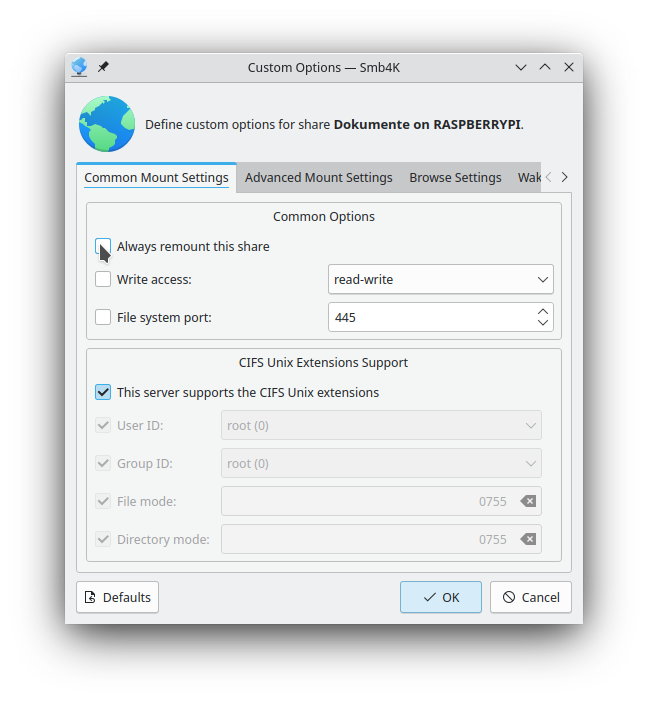 Custom Options — Smb4K
Define custom options for share Dokumente on RASPBERRYPI.
Common Mount Settings Advanced Mount Settings Browse Settings Wak
Common Options
Always remount this share
Write access: read-write
File system port: 445
CIFS Unix Extensions Support
This server supports the CIFS Unix extensions
User ID: root (0)
Group ID: root (0)
File mode: 0755
Directory mode: 0755
Defaults OK Cancel